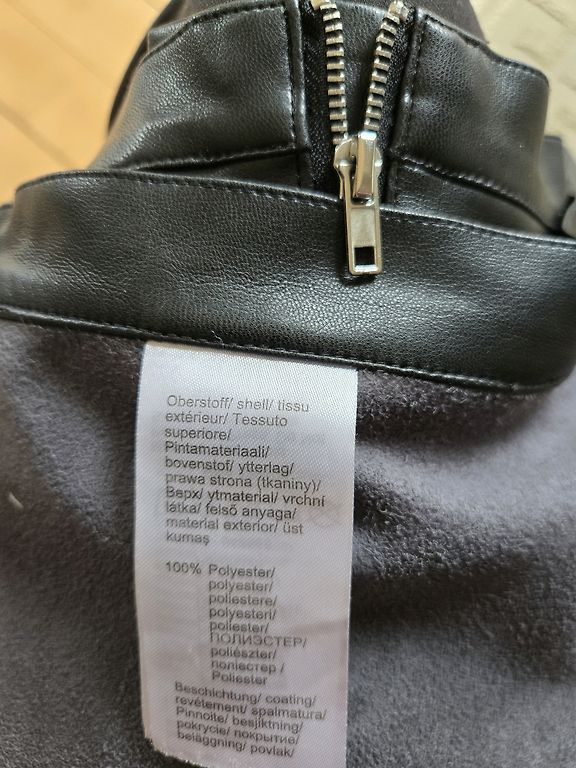 Oberstoff/ shell/ tissu
extérieur/ Tessuto
superiore/
Pintamateriaali/
bovenstof/ ytterlag/
prawa strona (tkaniny)/
Верх/ ytmaterial/ vrchní
látka/ felső anyaga/
material exterior/ üst
kumaş
100% Polyester/
polyester/
poliestere/
polyesteri/
poliester/
ПОЛИЭСТЕР/
poliészter/
полiестер /
Poliester
Beschichtung/ coating/
revêtement/ spalmatura/
Pinnoite/ besjiktning/
pokrycie/ покрытие/
beläggning/ povlak/